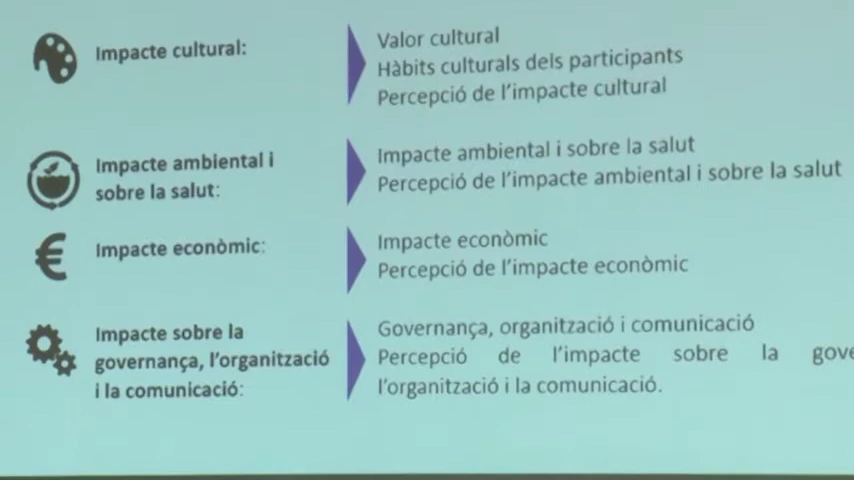 Impacte cultural:
Valor cultural
Hàbits culturals dels participants
Percepció de l'impacte cultural
Impacte ambiental i
sobre la salut:
Impacte ambiental i sobre la salut
Percepció de l'impacte ambiental i sobre la salut
Impacte econòmic:
Impacte econòmic
Percepció de l'impacte econòmic
Impacte sobre la
governança, l'organització
i la comunicació:
Governança, organització i comunicació
Percepció de l'impacte sobre la gove
l'organització i la comunicació.